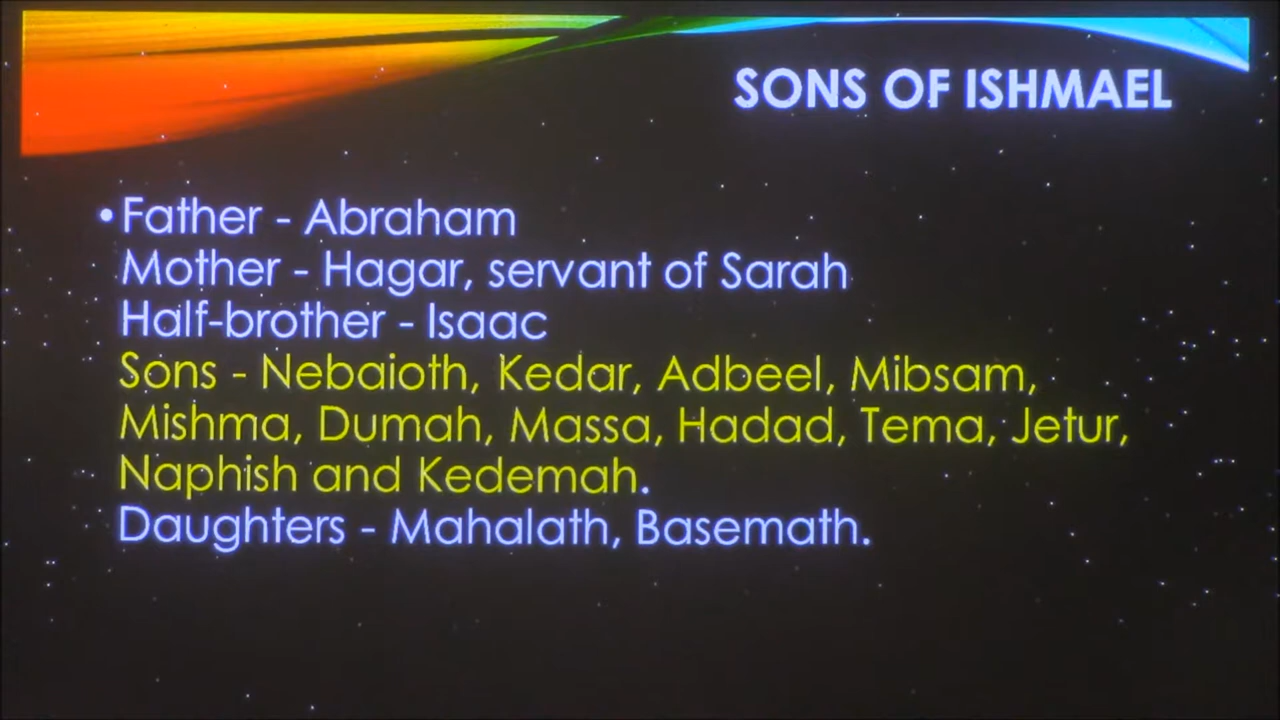 SONS OF ISHMAEL
•Father - Abraham
Mother - Hagar, servant of Sarah
Half-brother - Isaac
Sons - Nebaioth, Kedar, Adbeel, Mibsam,
Mishma, Dumah, Massa, Hadad, Tema, Jetur,
Naphish and Kedemah.
Daughters - Mahalath, Basemath.